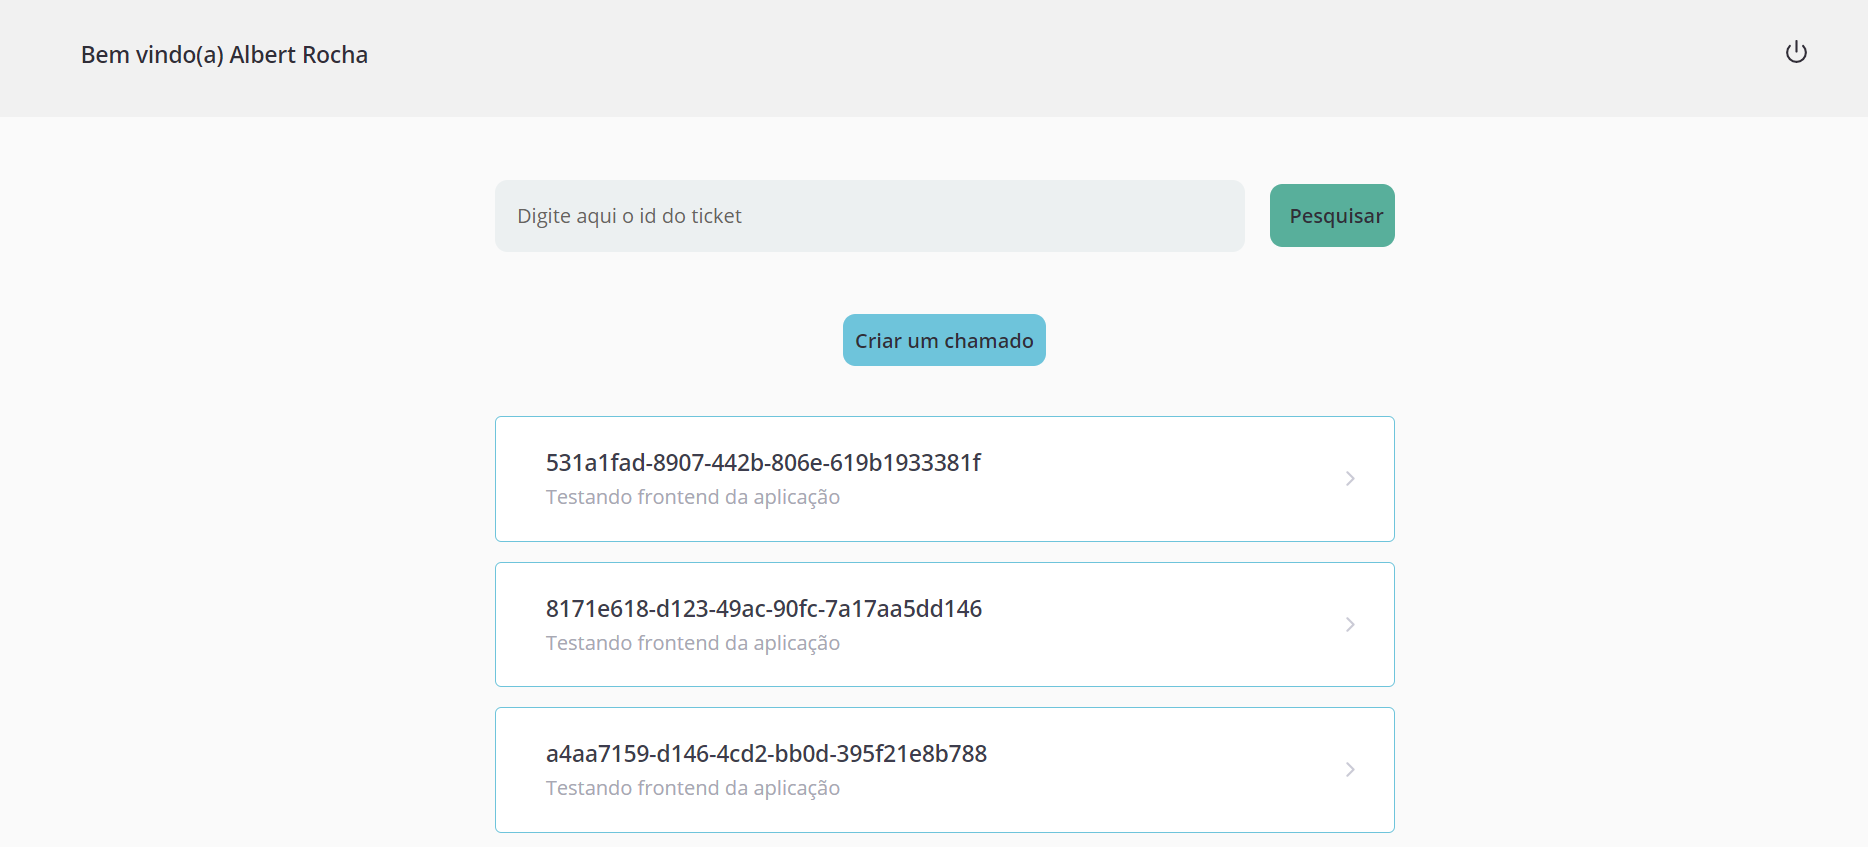 Bem vindo(a) Albert Rocha
Digite aqui o id do ticket
Pesquisar
Criar um chamado
531a1fad-8907-442b-806e-619b1933381f
Testando frontend da aplicação
8171e618-d123-49ac-90fc-7a17aa5dd146
Testando frontend da aplicação
a4aa7159-d146-4cd2-bb0d-395f21e8b788
Testando frontend da aplicação